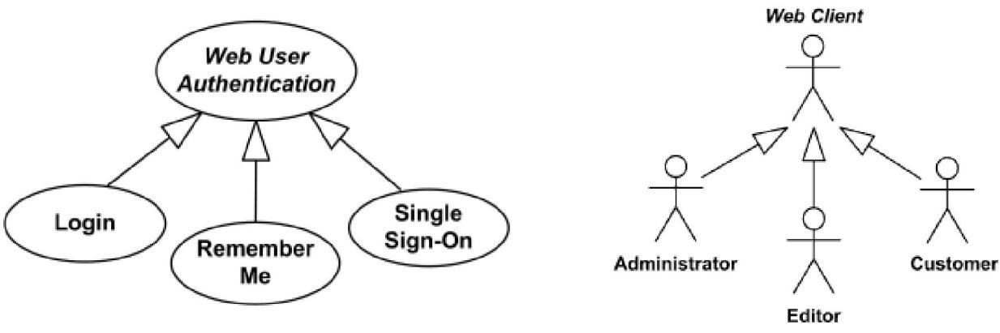 Web User
Authentication
Login
Remember
Me
Single
Sign-On
Web Client
Administrator
Editor
Customer